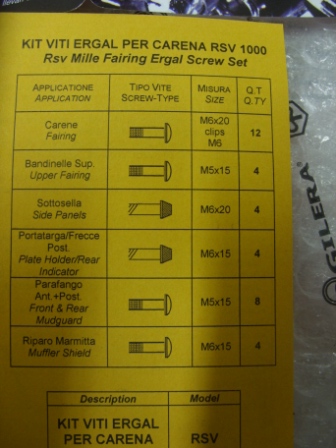 KIT VITI ERGAL PER CARENA RSV 1000
Rsv Mille Fairing Ergal Screw Set
APPLICATIONE
APPLICATION
TIPO VITE
SCREW-TYPE
MISURA
SIZE
Q.T
Q.TY
Carene
Fairing
M6x20
clips
M6
12
Bandinelle Sup.
Upper Fairing
M5x15
4
Sottosella
Side Panels
M6x20
4
Portatarga/Frecce
Post.
Plate Holder/Rear
Indicator
M6x15
4
Parafango
Ant.+Post.
Front & Rear
Mudguard
M5x15
8
Riparo Marmitta
Muffler Shield
M6x15
4
Description
Model
KIT VITI ERGAL
PER CARENA
RSV
GILERA